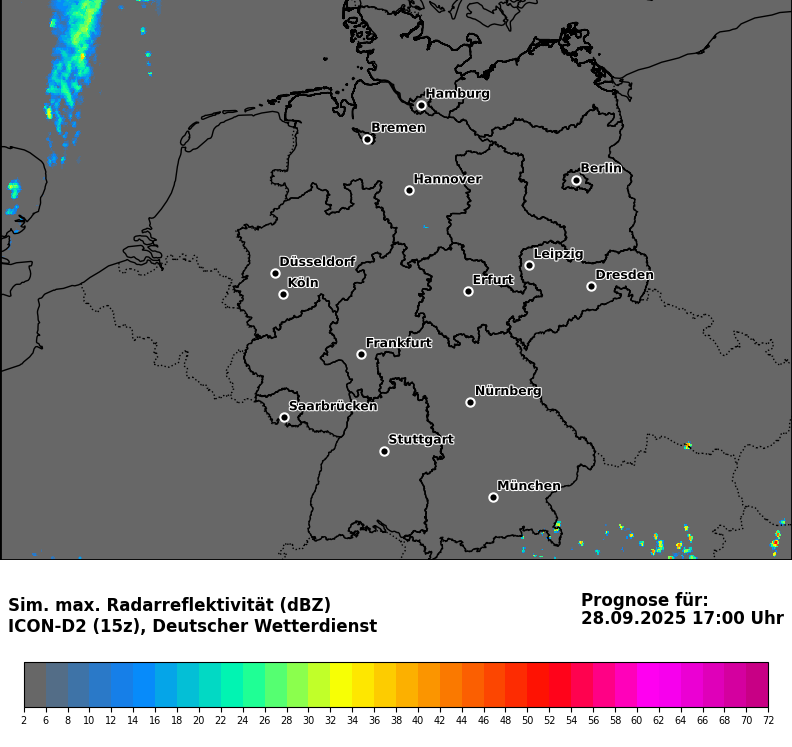 Hamburg
Bremen
Berlin
Hannover
Leipzig
Düsseldorf
Dresden
Köln
Erfurt
Frankfurt
Nürnberg
Saarbrücken
Stuttgart
München
Sim. max. Radarreflektivität (dBZ)
ICON-D2 (15z), Deutscher Wetterdienst
Prognose für:
28.09.2025 17:00 Uhr
2 6 8 10 12 14 16 18 20 22 24 26 28 30 32 34 36 38 40 42 44 46 48 50 52 54 56 58 60 62 64 66 68 70 72